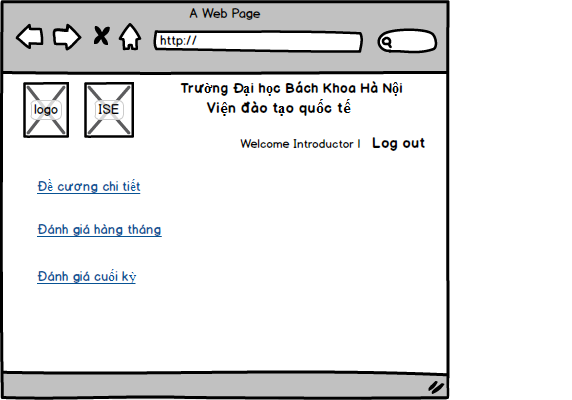 A Web Page
http://
logo
ISE
Trường Đại học Bách Khoa Hà Nội
Viện đào tạo quốc tế
Welcome Introductor | Log out
Đề cương chi tiết
Đánh giá hàng tháng
Đánh giá cuối kỳ